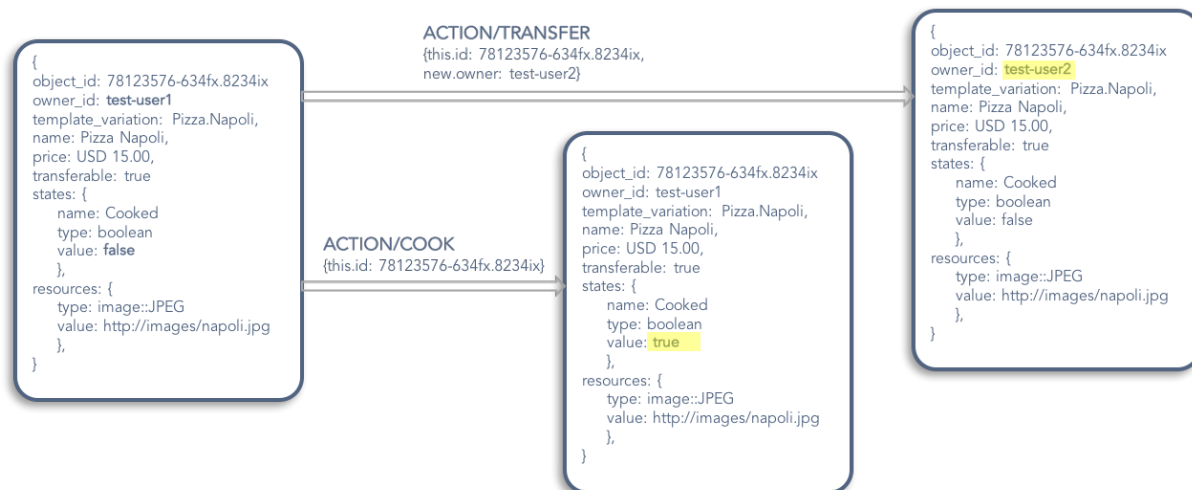 {
object_id: 78123576-634fx.8234ix
owner_id: test-user1
template_variation: Pizza.Napoli,
name: Pizza Napoli,
price: USD 15.00,
transferable: true
states: {
name: Cooked
type: boolean
value: false
},
resources: {
type: image::JPEG
value: http://images/napoli.jpg
},
}
ACTION/TRANSFER
{this.id: 78123576-634fx.8234ix,
new.owner: test-user2}
ACTION/COOK
{this.id: 78123576-634fx.8234ix}
{
object_id: 78123576-634fx.8234ix
owner_id: test-user1
template_variation: Pizza.Napoli,
name: Pizza Napoli,
price: USD 15.00,
transferable: true
states: {
name: Cooked
type: boolean
value: true
},
resources: {
type: image::JPEG
value: http://images/napoli.jpg
},
}
{
object_id: 78123576-634fx.8234ix
owner_id: test-user2
template_variation: Pizza.Napoli,
name: Pizza Napoli,
price: USD 15.00,
transferable: true
states: {
name: Cooked
type: boolean
value: false
},
resources: {
type: image::JPEG
value: http://images/napoli.jpg
},
}